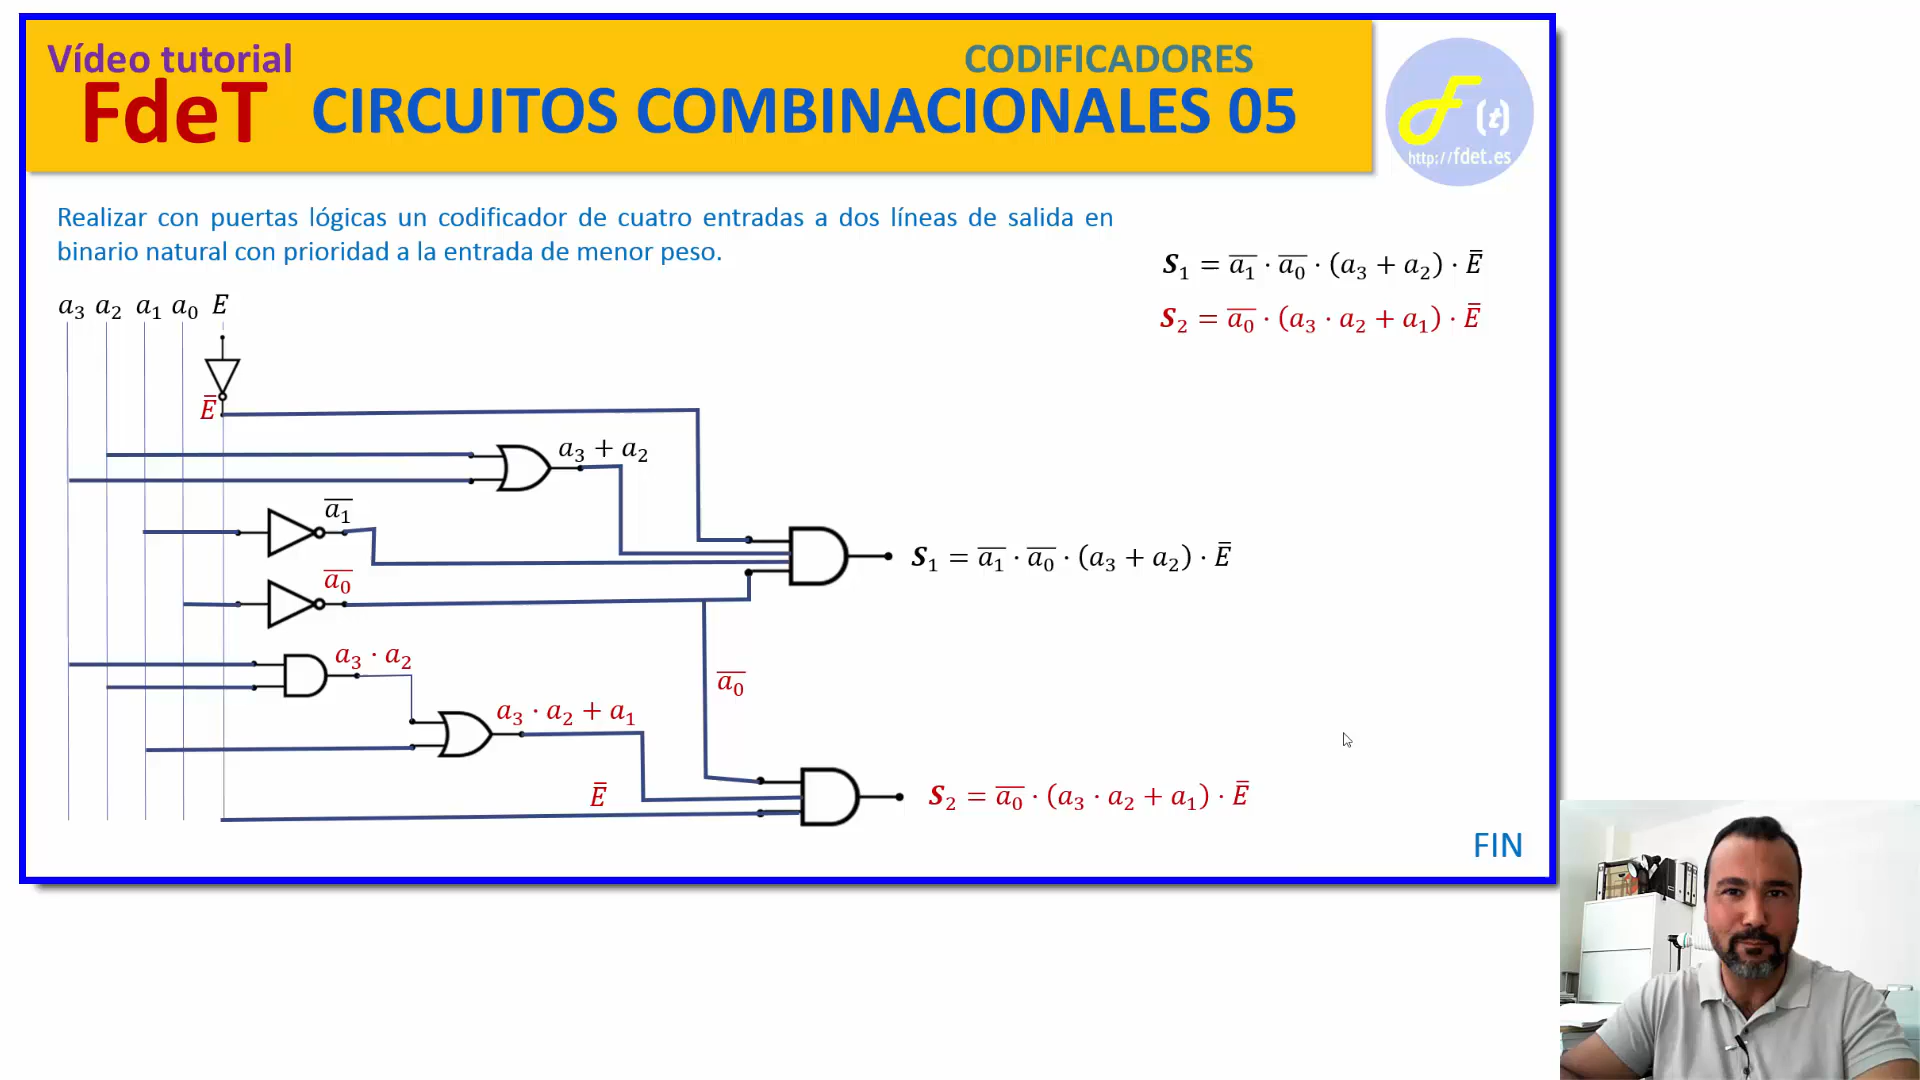 Vídeo tutorial
CODIFICADORES
FdeT
CIRCUITOS COMBINACIONALES 05
(t)
http://fdet.es
Realizar con puertas lógicas un codificador de cuatro entradas a dos líneas de salida en
binario natural con prioridad a la entrada de menor peso.
S₁ = a̅₁ · a̅₀ · (a₃ + a₂) · E̅
S₂ = a̅₀ · (a₃ · a₂ + a₁) · E̅
a₃ a₂ a₁ a₀ E
E̅
a₃ + a₂
a̅₁
S₁ = a̅₁ · a̅₀ · (a₃ + a₂) · E̅
a̅₀
a₃ · a₂
a̅₀
a₃ · a₂ + a₁
E̅
S₂ = a̅₀ · (a₃ · a₂ + a₁) · E̅
FIN